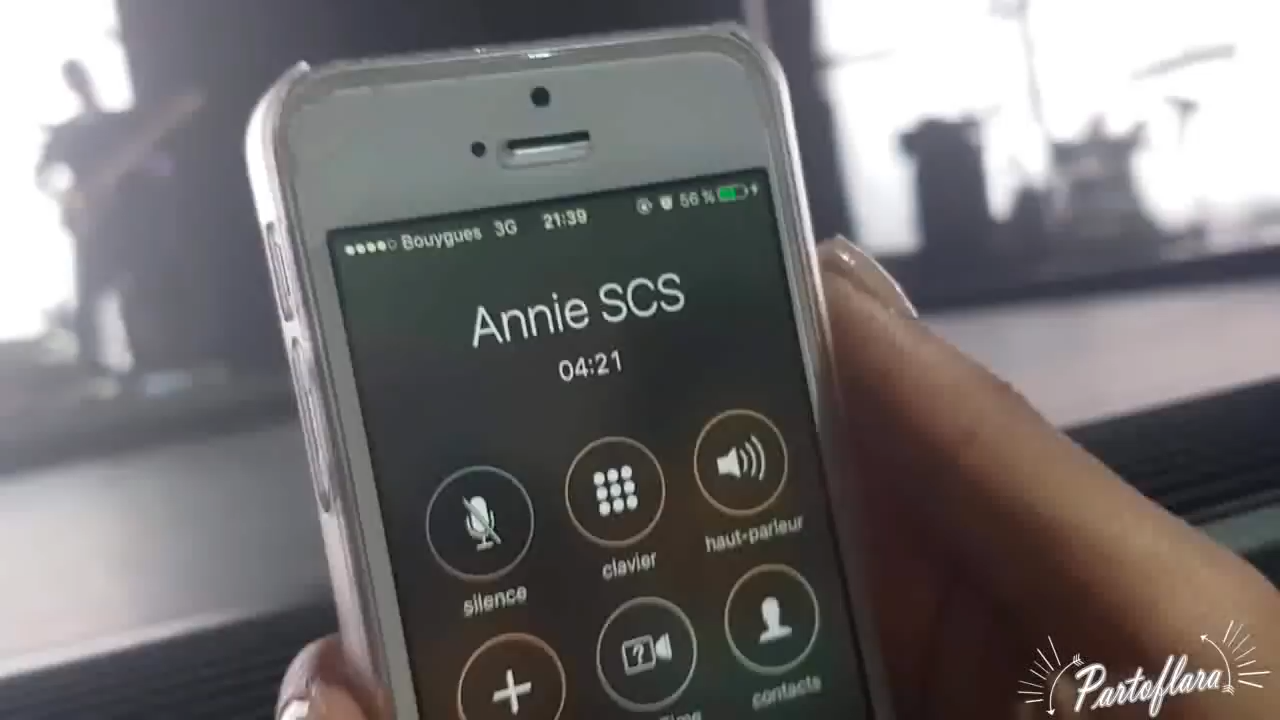 Bouygues 3G 21:39 56 %
Annie SCS
04:21
silence clavier haut-parleur
contacts
Partoflara